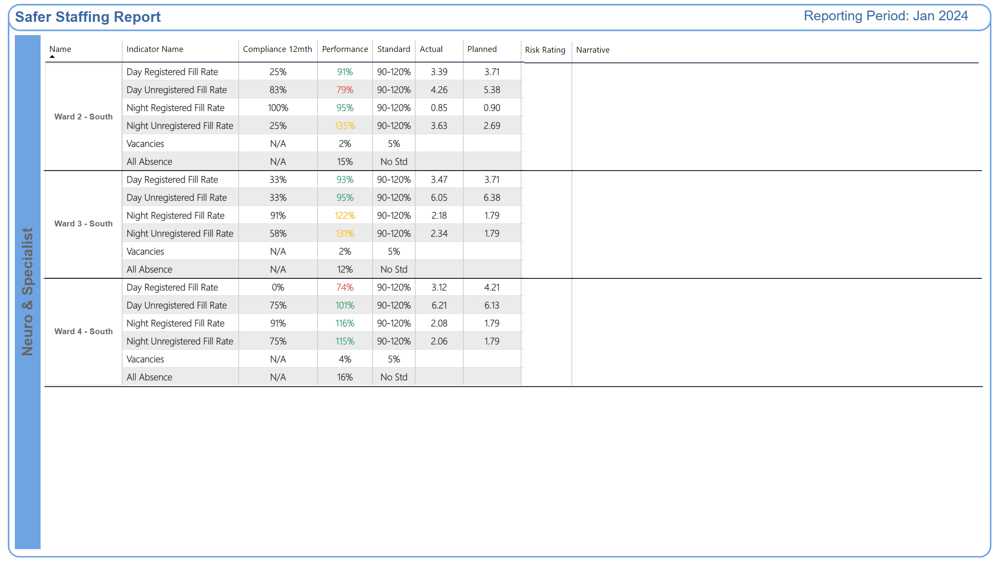 Safer Staffing Report
Reporting Period: Jan 2024
Neuro & Specialist
Name Indicator Name Compliance 12mth Performance Standard Actual Planned Risk Rating Narrative
Ward 2 - South
Day Registered Fill Rate 25% 91% 90-120% 3.39 3.71
Day Unregistered Fill Rate 83% 79% 90-120% 4.26 5.38
Night Registered Fill Rate 100% 95% 90-120% 0.85 0.90
Night Unregistered Fill Rate 25% 135% 90-120% 3.63 2.69
Vacancies N/A 2% 5%
All Absence N/A 15% No Std
Ward 3 - South
Day Registered Fill Rate 33% 93% 90-120% 3.47 3.71
Day Unregistered Fill Rate 33% 95% 90-120% 6.05 6.38
Night Registered Fill Rate 91% 122% 90-120% 2.18 1.79
Night Unregistered Fill Rate 58% 131% 90-120% 2.34 1.79
Vacancies N/A 2% 5%
All Absence N/A 12% No Std
Ward 4 - South
Day Registered Fill Rate 0% 74% 90-120% 3.12 4.21
Day Unregistered Fill Rate 75% 101% 90-120% 6.21 6.13
Night Registered Fill Rate 91% 116% 90-120% 2.08 1.79
Night Unregistered Fill Rate 75% 115% 90-120% 2.06 1.79
Vacancies N/A 4% 5%
All Absence N/A 16% No Std